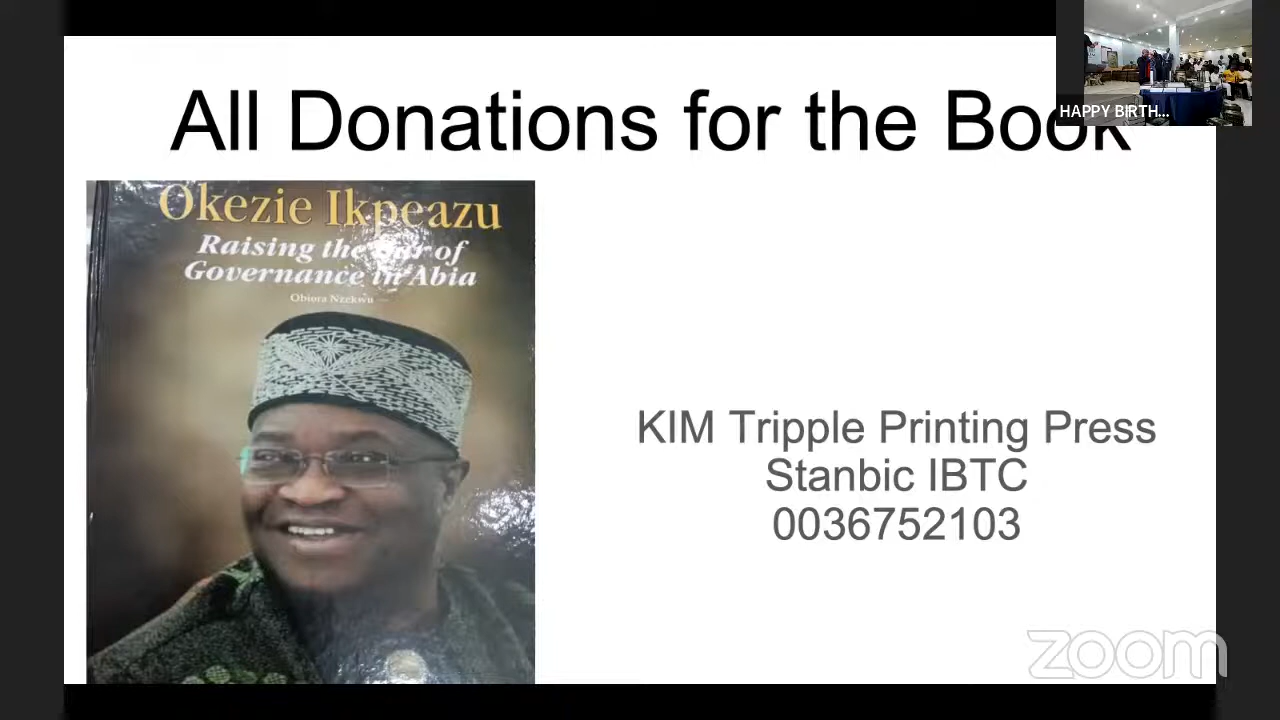 All Donations for the Book
HAPPY BIRTH...
Okezie Ikpeazu
Raising the Bar of
Governance in Abia
Obiora Nzekwu
KIM Tripple Printing Press
Stanbic IBTC
0036752103
zoom